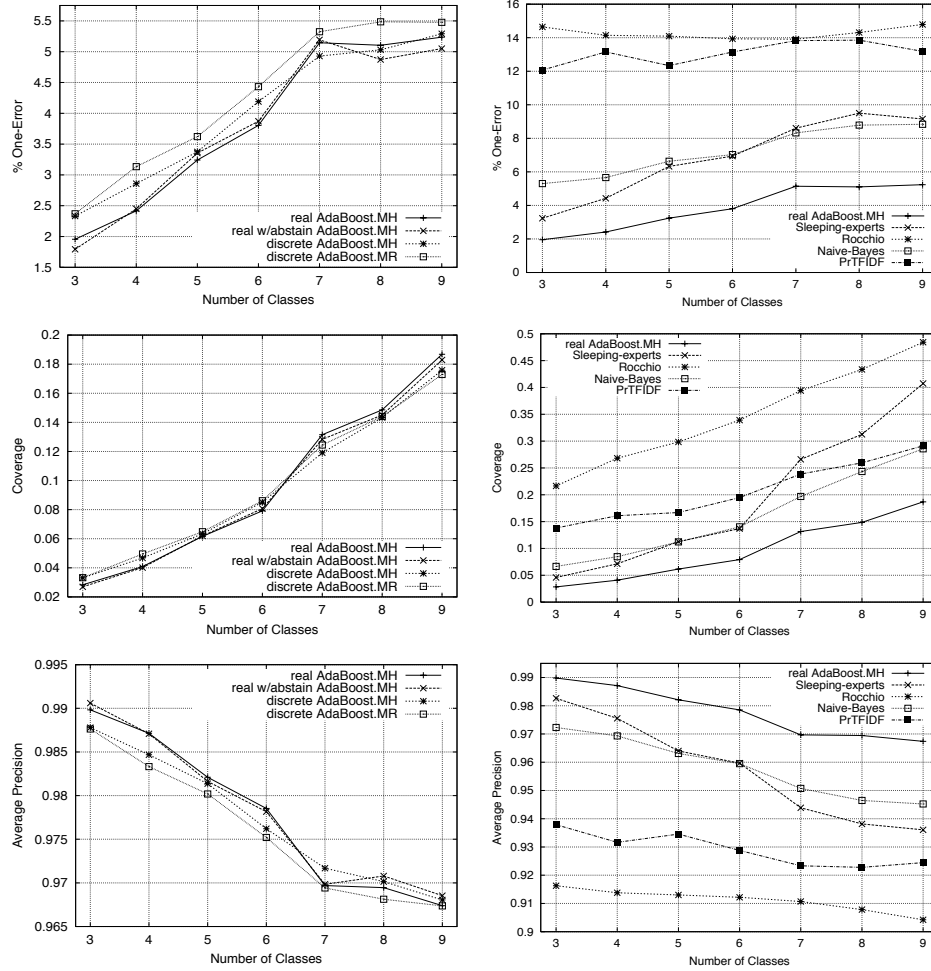 5.5
5
4.5
4
3.5
3
2.5
2
1.5
% One-Error
real AdaBoost.MH
real w/abstain AdaBoost.MH
discrete AdaBoost.MH
discrete AdaBoost.MR
3 4 5 6 7 8 9
Number of Classes
16
14
12
10
8
6
4
2
0
% One-Error
real AdaBoost.MH
Sleeping-experts
Rocchio
Naive-Bayes
PrTFIDF
3 4 5 6 7 8 9
Number of Classes
0.2
0.18
0.16
0.14
0.12
0.1
0.08
0.06
0.04
0.02
Coverage
real AdaBoost.MH
real w/abstain AdaBoost.MH
discrete AdaBoost.MH
discrete AdaBoost.MR
3 4 5 6 7 8 9
Number of Classes
0.5
0.45
0.4
0.35
0.3
0.25
0.2
0.15
0.1
0.05
0
Coverage
real AdaBoost.MH
Sleeping-experts
Rocchio
Naive-Bayes
PrTFIDF
3 4 5 6 7 8 9
Number of Classes
0.995
0.99
0.985
0.98
0.975
0.97
0.965
Average Precision
real AdaBoost.MH
real w/abstain AdaBoost.MH
discrete AdaBoost.MH
discrete AdaBoost.MR
3 4 5 6 7 8 9
Number of Classes
0.99
0.98
0.97
0.96
0.95
0.94
0.93
0.92
0.91
0.9
Average Precision
real AdaBoost.MH
Sleeping-experts
Rocchio
Naive-Bayes
PrTFIDF
3 4 5 6 7 8 9
Number of Classes